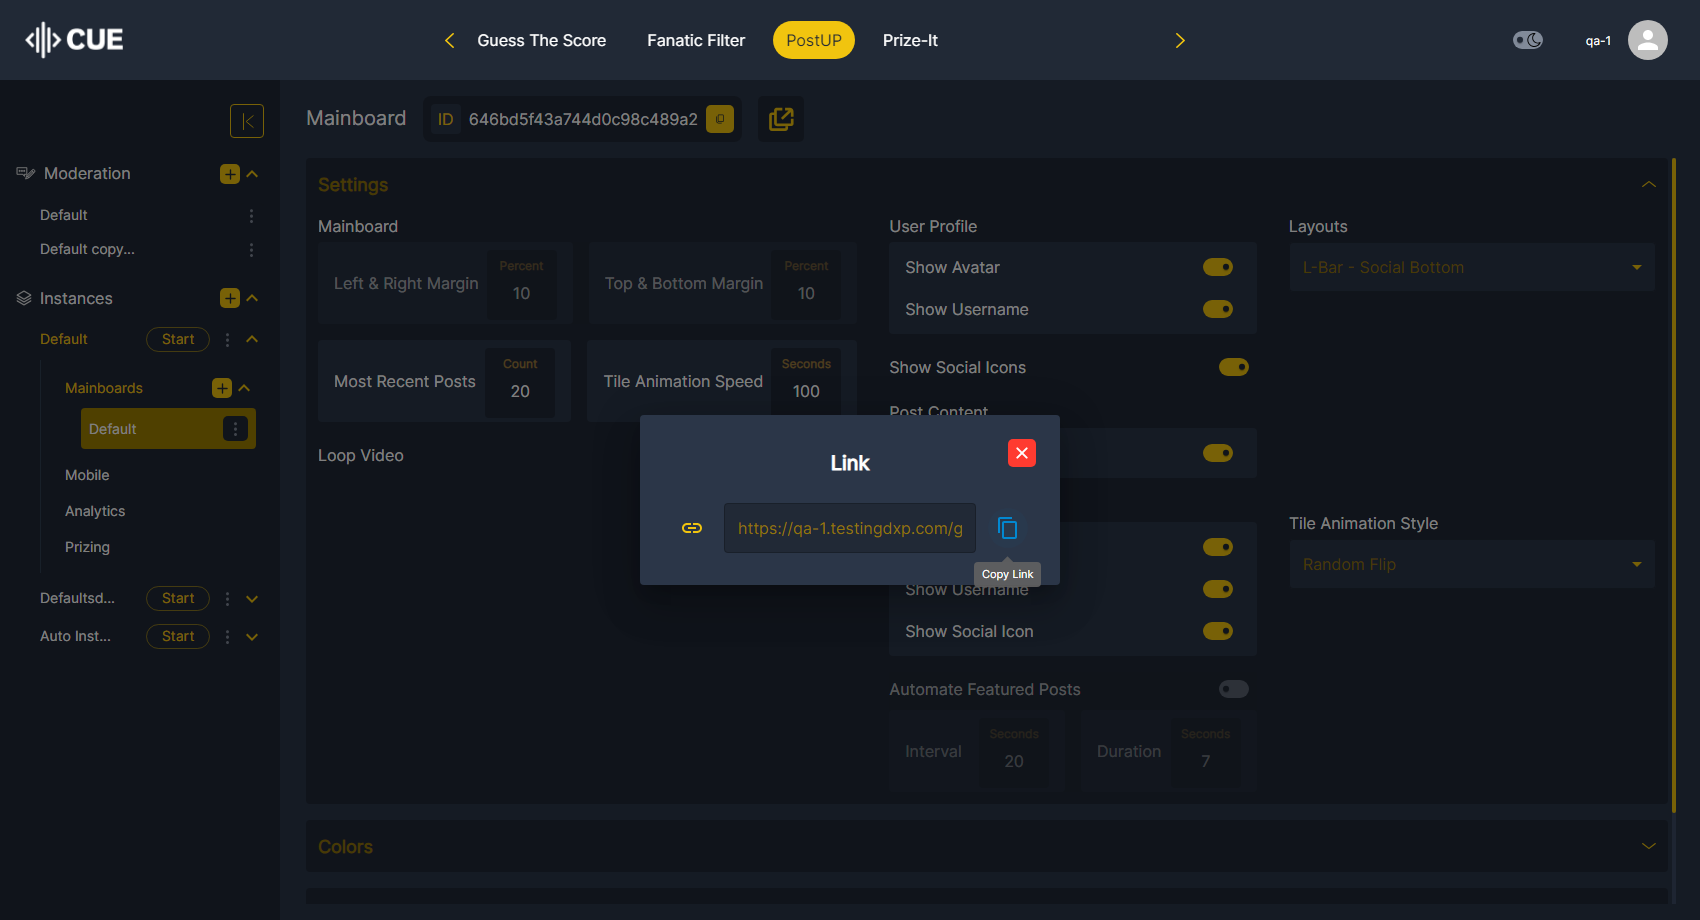 CUE
Guess The Score
Fanatic Filter
PostUP
Prize-It
qa-1
Moderation
Default
Default copy...
Instances
Default
Start
Mainboards
Default
Mobile
Analytics
Prizing
Defaultsd...
Start
Auto Inst...
Start
Mainboard
ID
646bd5f43a744d0c98c489a2
Settings
Mainboard
Left & Right Margin
Percent
10
Top & Bottom Margin
Percent
10
Most Recent Posts
Count
20
Tile Animation Speed
Seconds
100
Loop Video
User Profile
Show Avatar
Show Username
Show Social Icons
Post Content
Show Username
Show Social Icon
Automate Featured Posts
Interval
Seconds
20
Duration
Seconds
7
Layouts
L-Bar - Social Bottom
Tile Animation Style
Random Flip
Link
https://qa-1.testingdxp.com/g
Copy Link
Colors